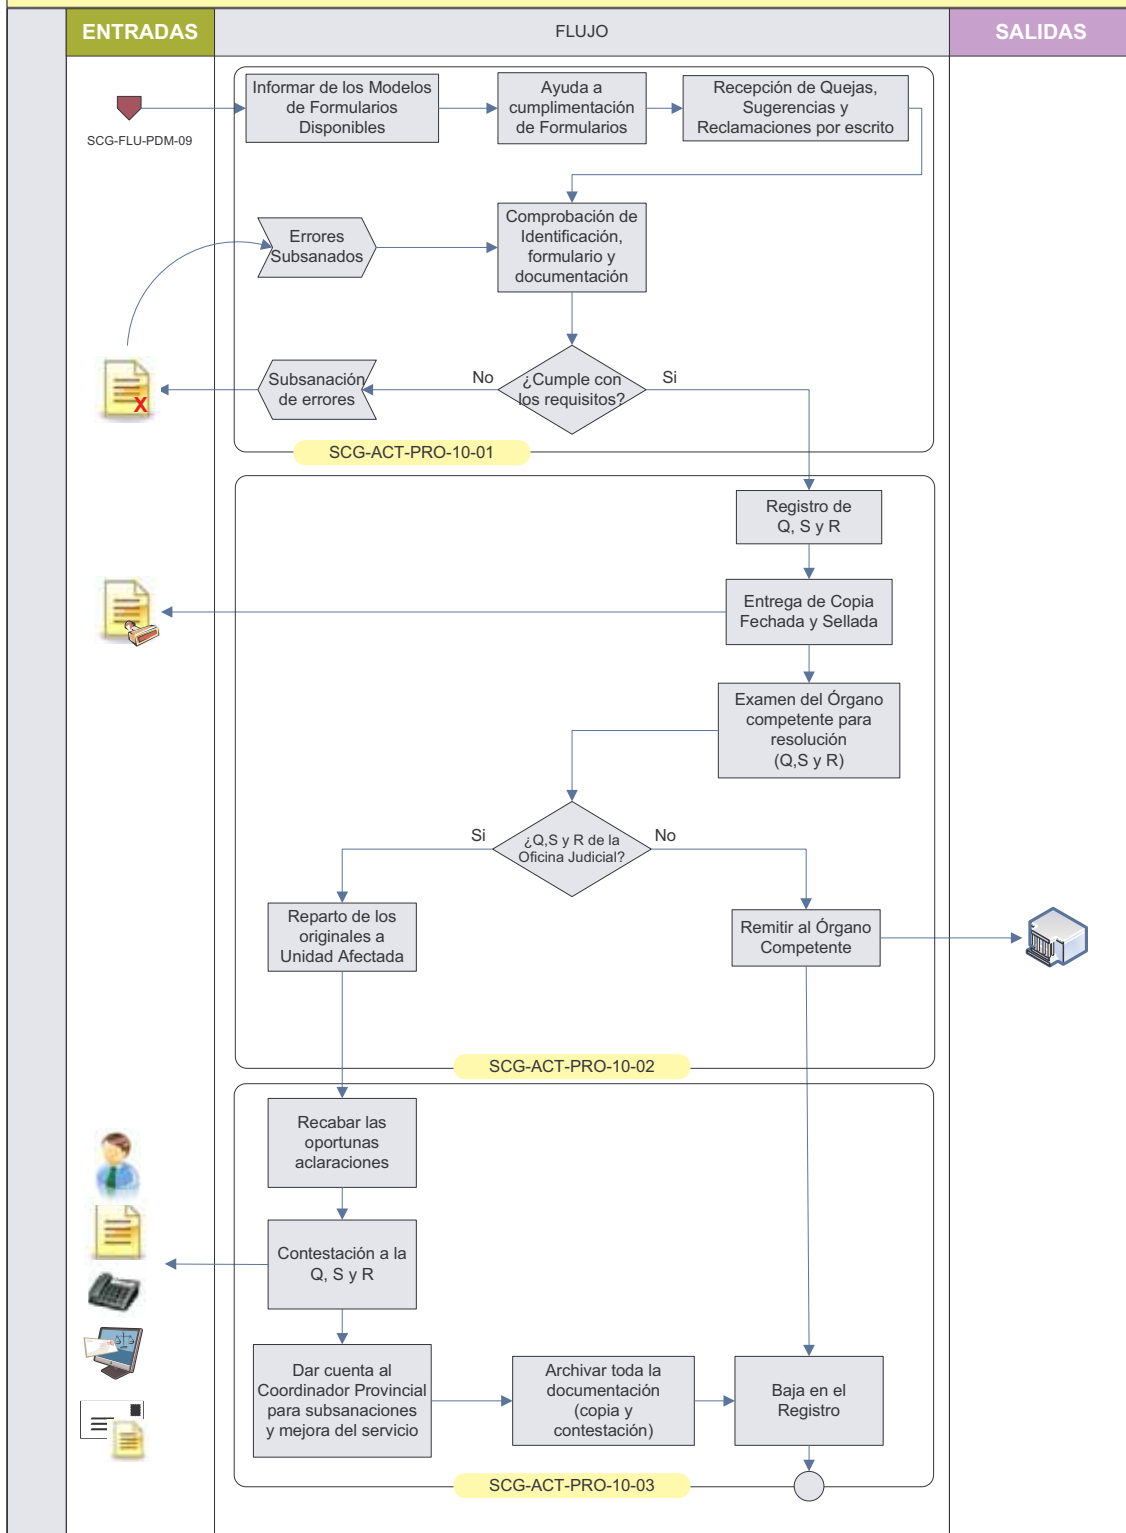 ENTRADAS
FLUJO
SALIDAS
SCG-FLU-PDM-09
Informar de los Modelos
de Formularios
Disponibles
Ayuda a
cumplimentación
de Formularios
Recepción de Quejas,
Sugerencias y
Reclamaciones por escrito
Errores
Subsanados
Comprobación de
Identificación,
formulario y
documentación
X
Subsanación
de errores
No
¿Cumple con
los requisitos?
Si
SCG-ACT-PRO-10-01
Registro de
Q, S y R
Entrega de Copia
Fechada y Sellada
Examen del Órgano
competente para
resolución
(Q,S y R)
Si
¿Q,S y R de la
Oficina Judicial?
No
Reparto de los
originales a
Unidad Afectada
Remitir al Órgano
Competente
SCG-ACT-PRO-10-02
Recabar las
oportunas
aclaraciones
Contestación a la
Q, S y R
Dar cuenta al
Coordinador Provincial
para subsanaciones
y mejora del servicio
Archivar toda la
documentación
(copia y
contestación)
Baja en el
Registro
SCG-ACT-PRO-10-03